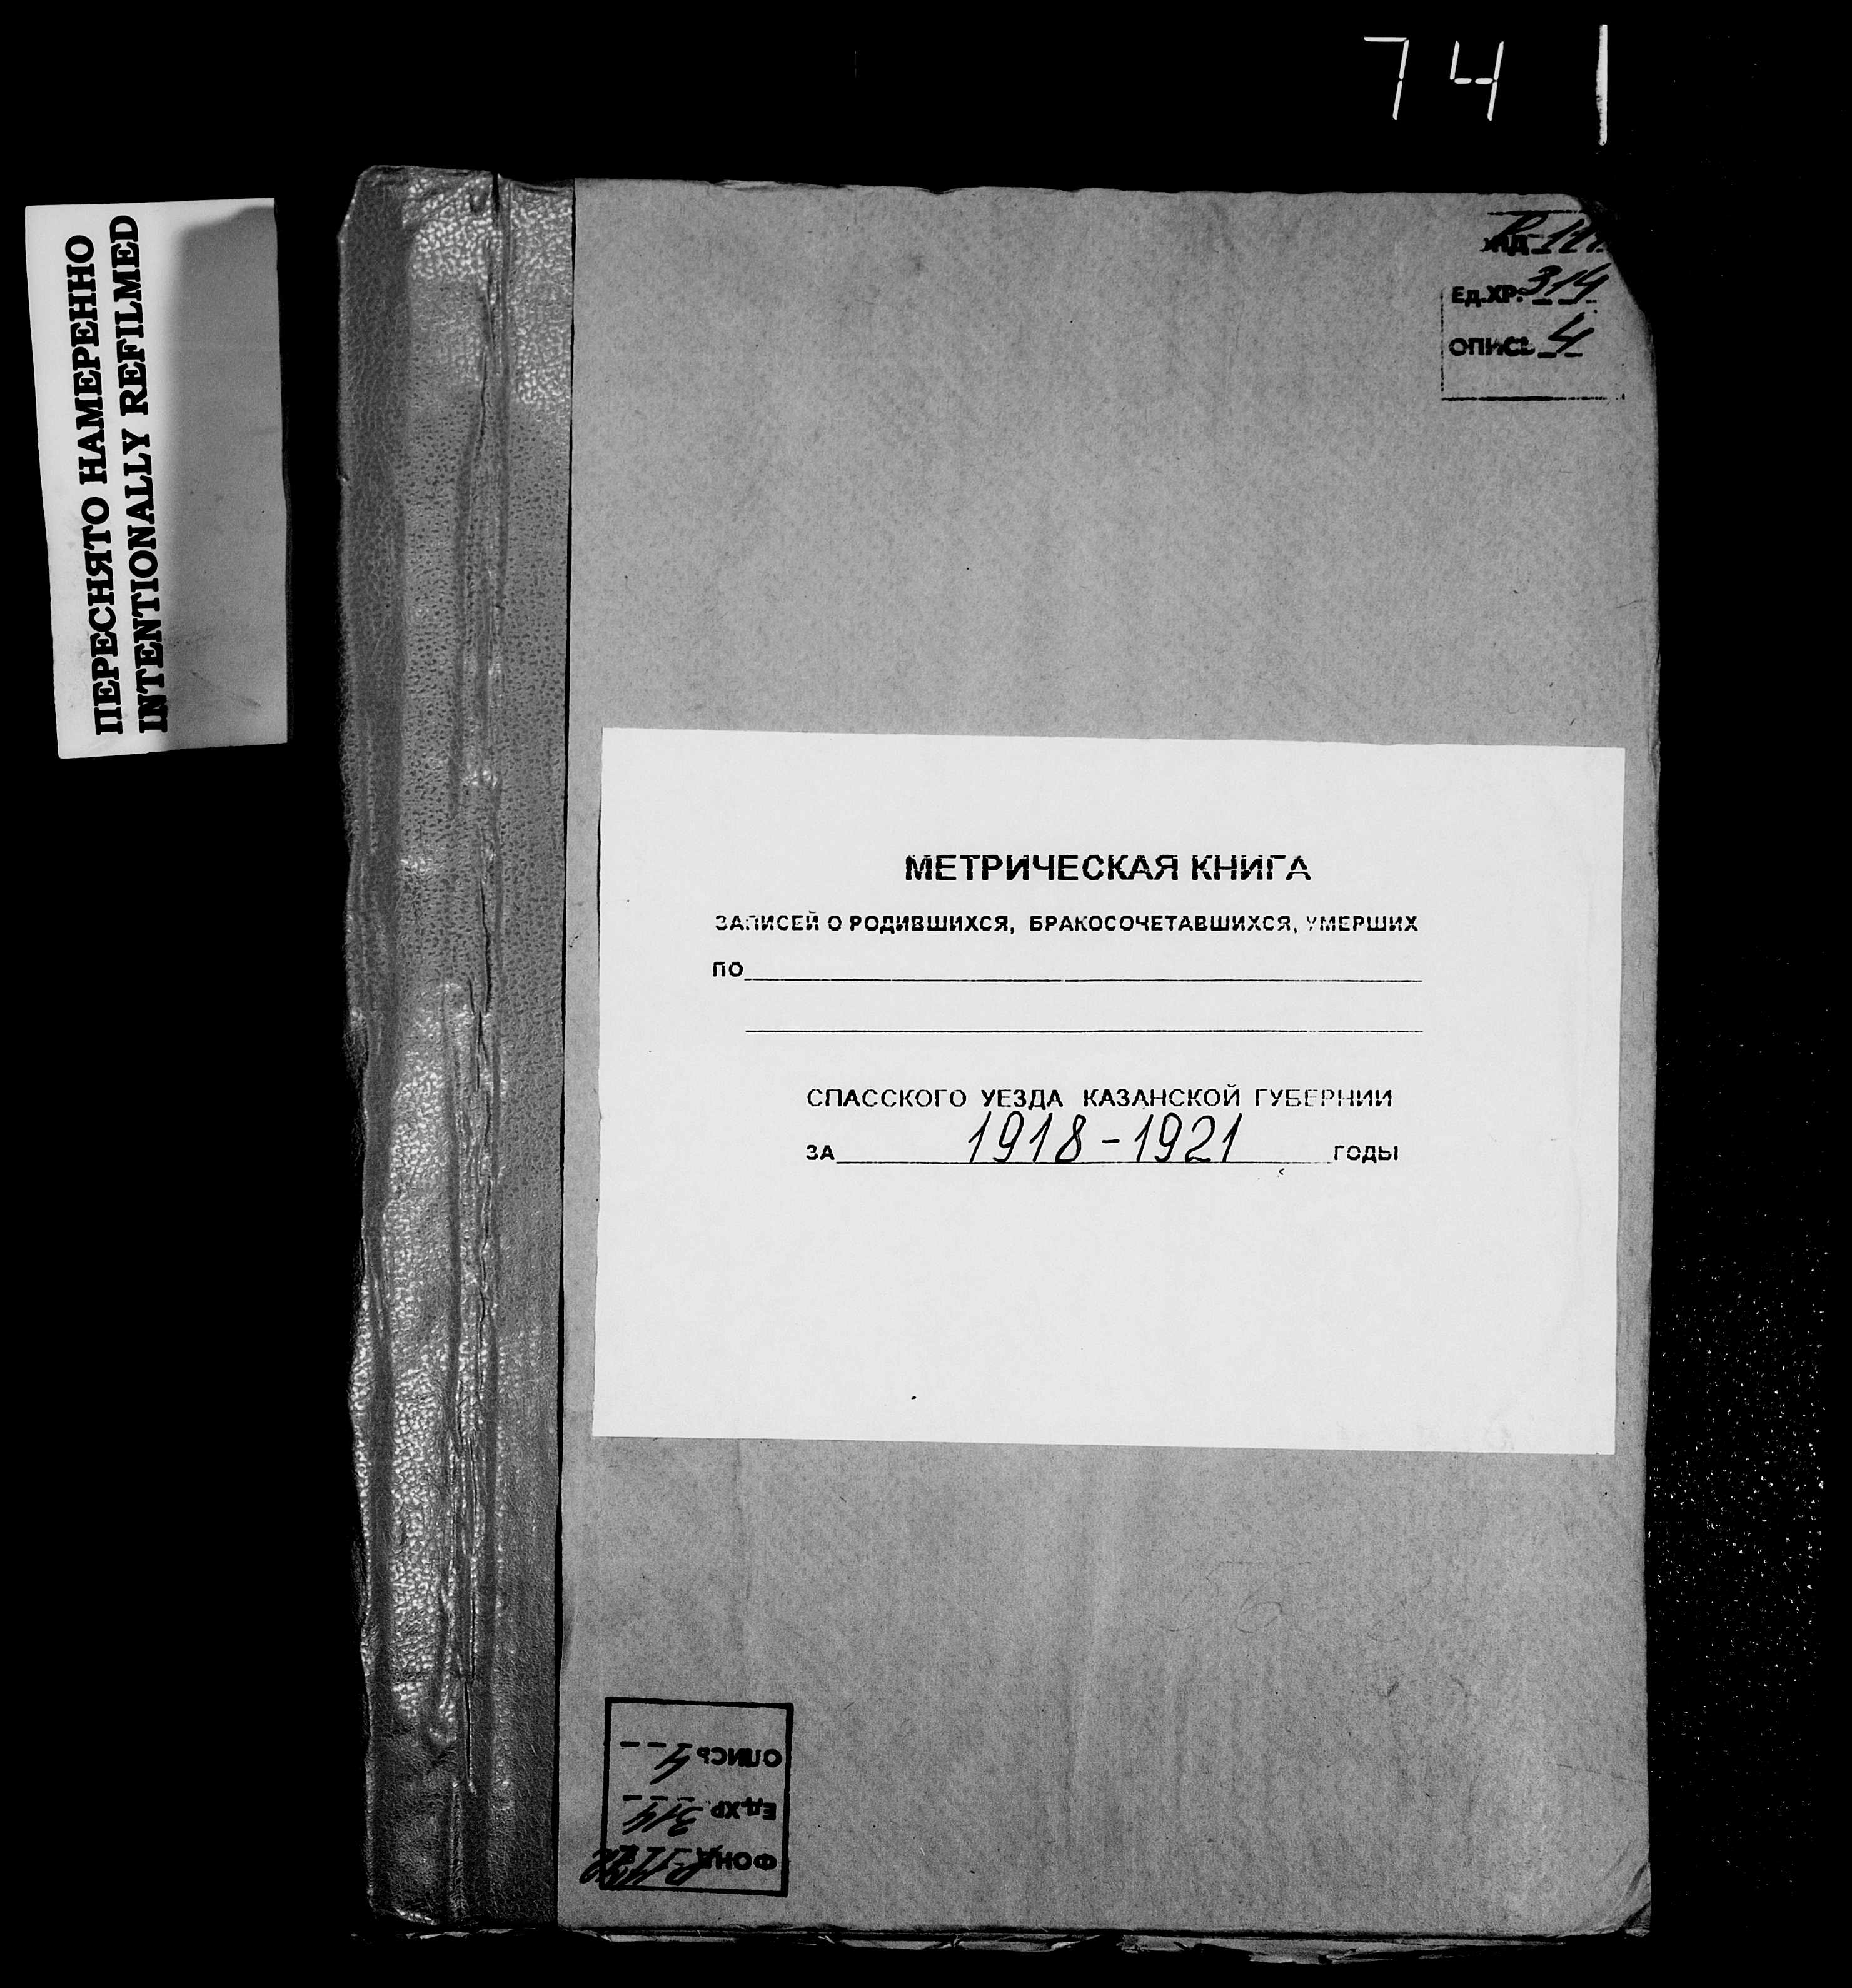 74
ПЕРЕСНЯТО НАМЕРЕННО
INTENTIONALLY REFILMED
ЕД.ХР. 314
ОПИСЬ 4
МЕТРИЧЕСКАЯ КНИГА
ЗАПИСЕЙ О РОДИВШИХСЯ, БРАКОСОЧЕТАВШИХСЯ, УМЕРШИХ
ПО
СПАССКОГО УЕЗДА КАЗАНСКОЙ ГУБЕРНИИ
ЗА 1918-1921 ГОДЫ
ФОНД
ЕД.ХР 314
ОПИСЬ 4